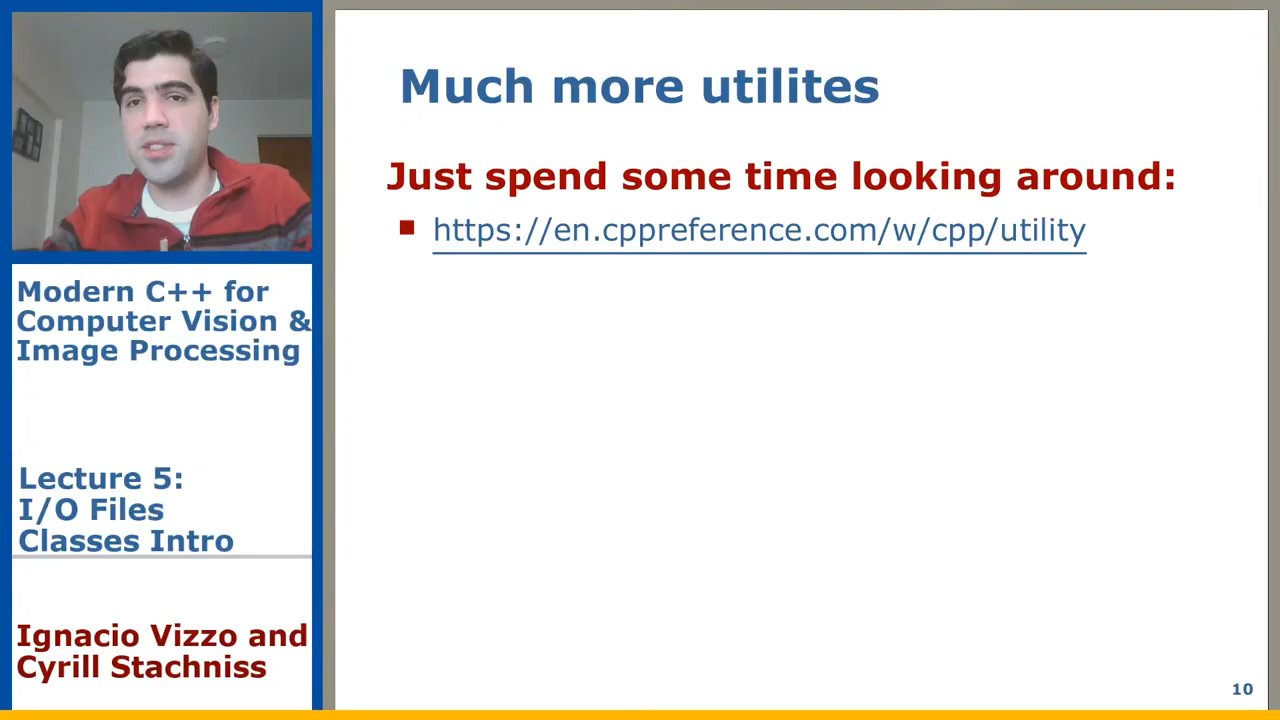 Much more utilites
Just spend some time looking around:
https://en.cppreference.com/w/cpp/utility
Modern C++ for
Computer Vision &
Image Processing
Lecture 5:
I/O Files
Classes Intro
Ignacio Vizzo and
Cyrill Stachniss
10